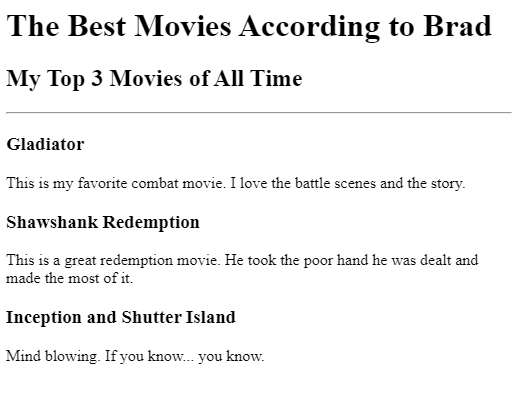 The Best Movies According to Brad
My Top 3 Movies of All Time
Gladiator
This is my favorite combat movie. I love the battle scenes and the story.
Shawshank Redemption
This is a great redemption movie. He took the poor hand he was dealt and
made the most of it.
Inception and Shutter Island
Mind blowing. If you know... you know.